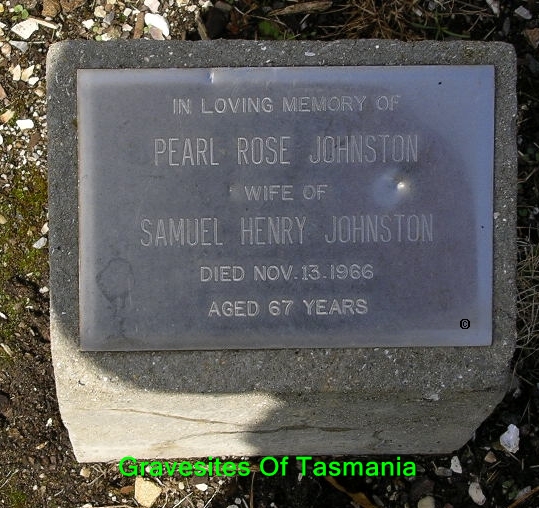 IN LOVING MEMORY OF
PEARL ROSE JOHNSTON
WIFE OF
SAMUEL HENRY JOHNSTON
DIED NOV. 13. 1966
AGED 67 YEARS
©
Gravesites Of Tasmania